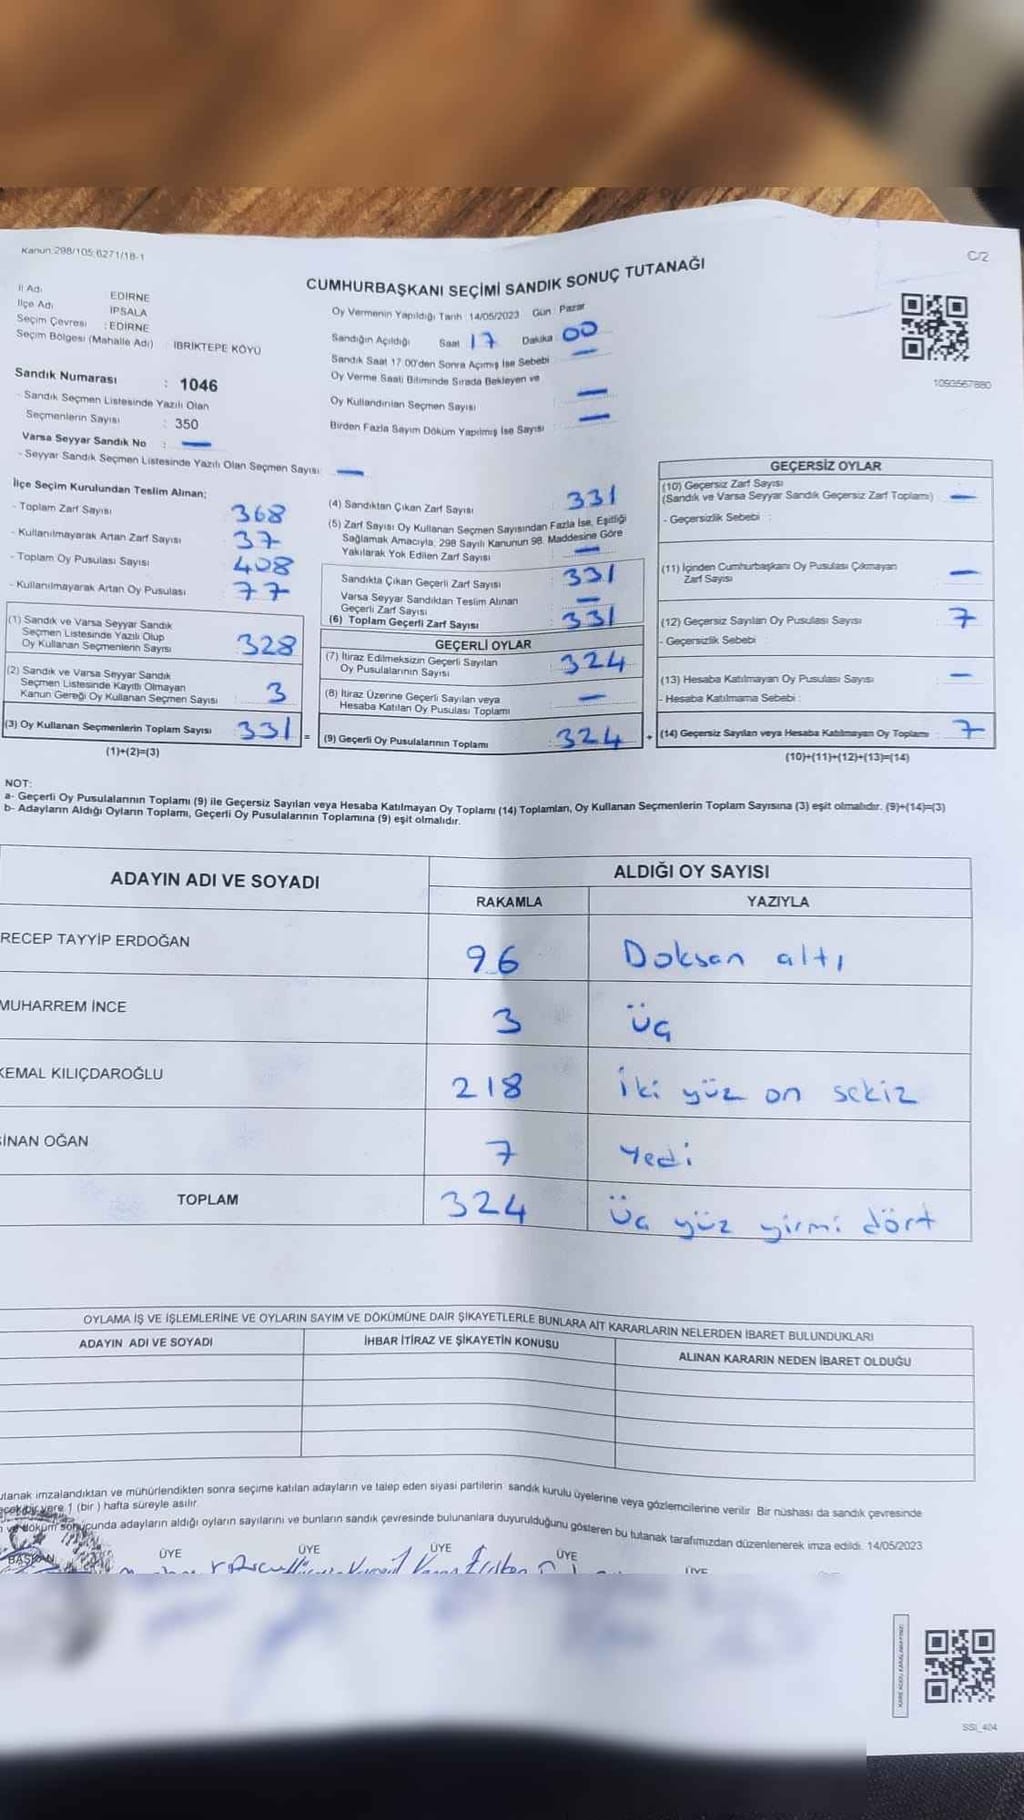 Kanun:298/105;6271/18-1
C/2
CUMHURBAŞKANI SEÇİMİ SANDIK SONUÇ TUTANAĞI
İl Adı EDİRNE
İlçe Adı İPSALA
Seçim Çevresi : EDİRNE
Seçim Bölgesi (Mahalle Adı) İBRİKTEPE KÖYÜ
Oy Vermenin Yapıldığı Tarih :14/05/2023 Gün : Pazar
Sandığın Açıldığı Saat 17 Dakika 00
Sandık Saat 17:00'den Sonra Açımış İse Sebebi —
Oy Verme Saati Bitiminde Sırada Bekleyen ve
Oy Kullandırılan Seçmen Sayısı —
Birden Fazla Sayım Döküm Yapılmış İse Sayısı —
1093567880
Sandık Numarası : 1046
- Sandık Seçmen Listesinde Yazılı Olan
Seçmenlerin Sayısı : 350
Varsa Seyyar Sandık No : —
- Seyyar Sandık Seçmen Listesinde Yazılı Olan Seçmen Sayısı —
İlçe Seçim Kurulundan Teslim Alınan;
- Toplam Zarf Sayısı 368
- Kullanılmayarak Artan Zarf Sayısı 37
- Toplam Oy Pusulası Sayısı 408
- Kullanılmayarak Artan Oy Pusulası 77
(1) Sandık ve Varsa Seyyar Sandık
Seçmen Listesinde Yazılı Olup
Oy Kullanan Seçmenlerin Sayısı 328
(2) Sandık ve Varsa Seyyar Sandık
Seçmen Listesinde Kayıtlı Olmayan
Kanun Gereği Oy Kullanan Seçmen Sayısı 3
(3) Oy Kullanan Seçmenlerin Toplam Sayısı 331 =
(1)+(2)=(3)
(4) Sandıktan Çıkan Zarf Sayısı 331
(5) Zarf Sayısı Oy Kullanan Seçmen Sayısından Fazla İse, Eşitliği
Sağlamak Amacıyla, 298 Sayılı Kanunun 98. Maddesine Göre
Yakılarak Yok Edilen Zarf Sayısı —
Sandıkta Çıkan Geçerli Zarf Sayısı 331
Varsa Seyyar Sandıktan Teslim Alınan
Geçerli Zarf Sayısı —
(6) Toplam Geçerli Zarf Sayısı 331
GEÇERLİ OYLAR
(7) İtiraz Edilmeksizin Geçerli Sayılan
Oy Pusulalarının Sayısı 324
(8) İtiraz Üzerine Geçerli Sayılan veya
Hesaba Katılan Oy Pusulası Toplamı —
(9) Geçerli Oy Pusulalarının Toplamı 324 +
GEÇERSİZ OYLAR
(10) Geçersiz Zarf Sayısı
(Sandık ve Varsa Seyyar Sandık Geçersiz Zarf Toplamı) —
- Geçersizlik Sebebi :
(11) İçinden Cumhurbaşkanı Oy Pusulası Çıkmayan
Zarf Sayısı —
(12) Geçersiz Sayılan Oy Pusulası Sayısı 7
- Geçersizlik Sebebi
(13) Hesaba Katılmayan Oy Pusulası Sayısı —
- Hesaba Katılmama Sebebi :
(14) Geçersiz Sayılan veya Hesaba Katılmayan Oy Toplamı 7
(10)+(11)+(12)+(13)=(14)
NOT:
a- Geçerli Oy Pusulalarının Toplamı (9) ile Geçersiz Sayılan veya Hesaba Katılmayan Oy Toplamı (14) Toplamları, Oy Kullanan Seçmenlerin Toplam Sayısına (3) eşit olmalıdır. (9)+(14)=(3)
b- Adayların Aldığı Oyların Toplamı, Geçerli Oy Pusulalarının Toplamına (9) eşit olmalıdır.
ADAYIN ADI VE SOYADI ALDIĞI OY SAYISI
RAKAMLA YAZIYLA
RECEP TAYYİP ERDOĞAN 96 Doksan altı
MUHARREM İNCE 3 Üç
KEMAL KILIÇDAROĞLU 218 İki yüz on sekiz
SİNAN OĞAN 7 Yedi
TOPLAM 324 Üç yüz yirmi dört
OYLAMA İŞ VE İŞLEMLERİNE VE OYLARIN SAYIM VE DÖKÜMÜNE DAİR ŞİKAYETLERLE BUNLARA AİT KARARLARIN NELERDEN İBARET BULUNDUKLARI
ADAYIN ADI VE SOYADI İHBAR İTİRAZ VE ŞİKAYETİN KONUSU ALINAN KARARIN NEDEN İBARET OLDUĞU
utanak imzalandıktan ve mühürlendikten sonra seçime katılan adayların ve talep eden siyasi partilerin sandık kurulu üyelerine veya gözlemcilerine verilir. Bir nüshası da sandık çevresinde
yere 1 (bir ) hafta süreyle asılır
ve döküm sonucunda adayların aldığı oyların sayılarını ve bunların sandık çevresinde bulunanlara duyurulduğunu gösteren bu tutanak tarafımızdan düzenlenerek imza edildi. 14/05/2023
BAŞKAN ÜYE ÜYE ÜYE ÜYE ÜYE
SSI_404